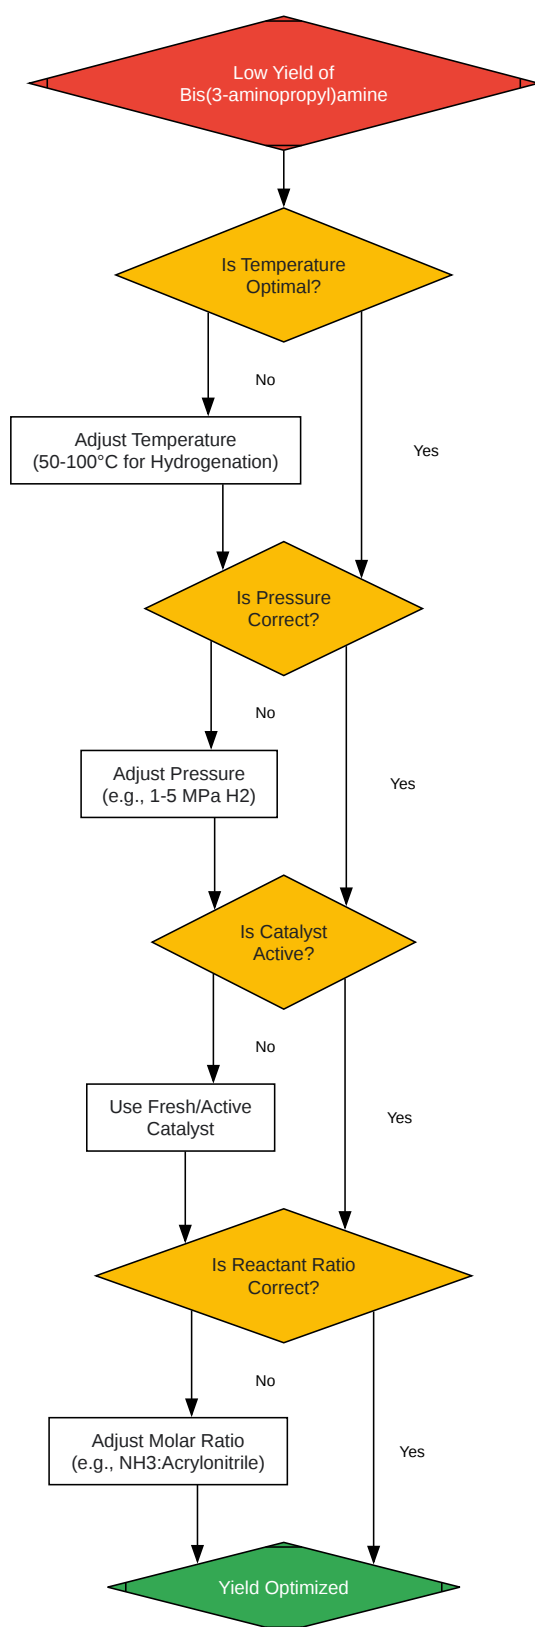 Low Yield of
Bis(3-aminopropyl)amine
Is Temperature
Optimal?
No
Adjust Temperature
(50-100°C for Hydrogenation)
Yes
Is Pressure
Correct?
No
Adjust Pressure
(e.g., 1-5 MPa H2)
Yes
Is Catalyst
Active?
No
Use Fresh/Active
Catalyst
Yes
Is Reactant Ratio
Correct?
No
Adjust Molar Ratio
(e.g., NH3:Acrylonitrile)
Yes
Yield Optimized